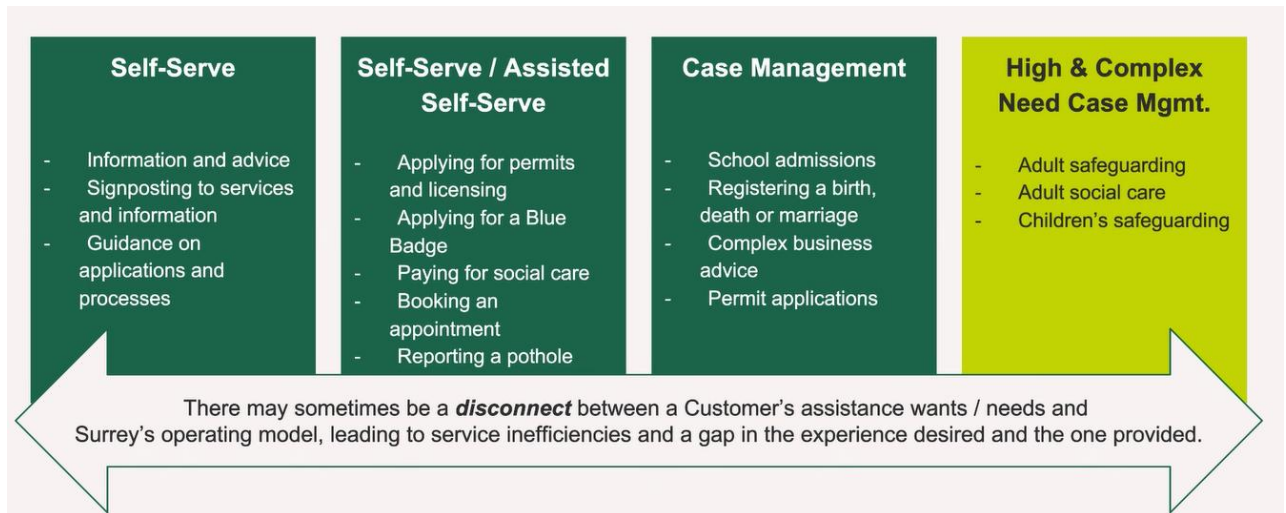 Self-Serve
- Information and advice
- Signposting to services
and information
- Guidance on
applications and
processes
Self-Serve / Assisted
Self-Serve
- Applying for permits
and licensing
- Applying for a Blue
Badge
- Paying for social care
- Booking an
appointment
- Reporting a pothole
Case Management
- School admissions
- Registering a birth,
death or marriage
- Complex business
advice
- Permit applications
High & Complex
Need Case Mgmt.
- Adult safeguarding
- Adult social care
- Children’s safeguarding
There may sometimes be a disconnect between a Customer’s assistance wants / needs and
Surrey’s operating model, leading to service inefficiencies and a gap in the experience desired and the one provided.